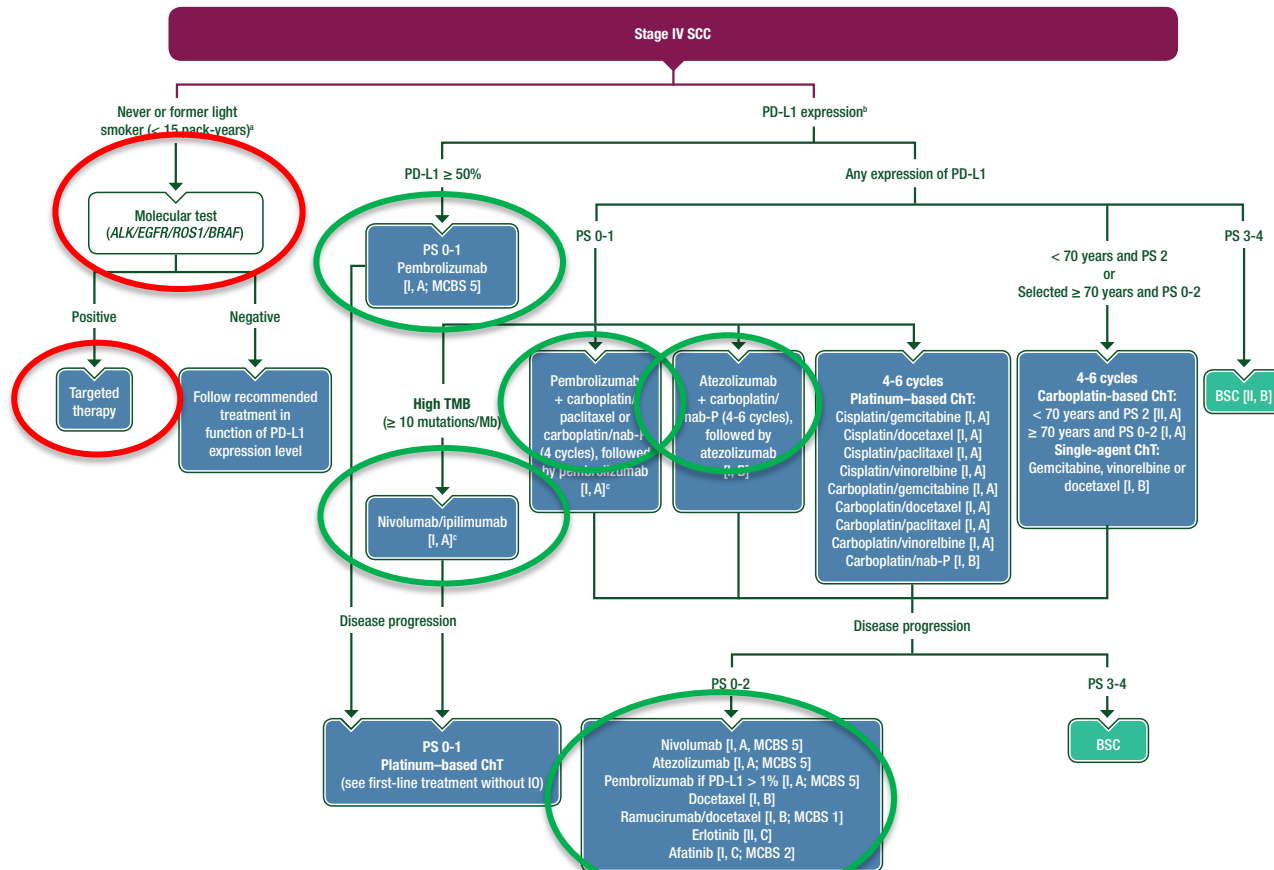 Stage IV SCC
Never or former light
smoker (< 15 pack-years)ᵃ
PD-L1 expressionᵇ
PD-L1 ≥ 50%
Any expression of PD-L1
Molecular test
(ALK/EGFR/ROS1/BRAF)
PS 0-1
Pembrolizumab
[I, A; MCBS 5]
PS 0-1
< 70 years and PS 2
or
Selected ≥ 70 years and PS 0-2
PS 3-4
Positive
Negative
Targeted
therapy
Follow recommended
treatment in
function of PD-L1
expression level
High TMB
(≥ 10 mutations/Mb)
Pembrolizumab
+ carboplatin/
paclitaxel or
carboplatin/nab-P
(4 cycles), followed
by pembrolizumab
[I, A]ᶜ
Atezolizumab
+ carboplatin/
nab-P (4-6 cycles),
followed by
atezolizumab
[I, B]
4-6 cycles
Platinum–based ChT:
Cisplatin/gemcitabine [I, A]
Cisplatin/docetaxel [I, A]
Cisplatin/paclitaxel [I, A]
Cisplatin/vinorelbine [I, A]
Carboplatin/gemcitabine [I, A]
Carboplatin/docetaxel [I, A]
Carboplatin/paclitaxel [I, A]
Carboplatin/vinorelbine [I, A]
Carboplatin/nab-P [I, B]
4-6 cycles
Carboplatin-based ChT:
< 70 years and PS 2 [II, A]
≥ 70 years and PS 0-2 [I, A]
Single-agent ChT:
Gemcitabine, vinorelbine or
docetaxel [I, B]
BSC [II, B]
Nivolumab/ipilimumab
[I, A]ᶜ
Disease progression
Disease progression
PS 0-2
PS 3-4
PS 0-1
Platinum–based ChT
(see first-line treatment without IO)
Nivolumab [I, A, MCBS 5]
Atezolizumab [I, A; MCBS 5]
Pembrolizumab if PD-L1 > 1% [I, A; MCBS 5]
Docetaxel [I, B]
Ramucirumab/docetaxel [I, B; MCBS 1]
Erlotinib [II, C]
Afatinib [I, C; MCBS 2]
BSC